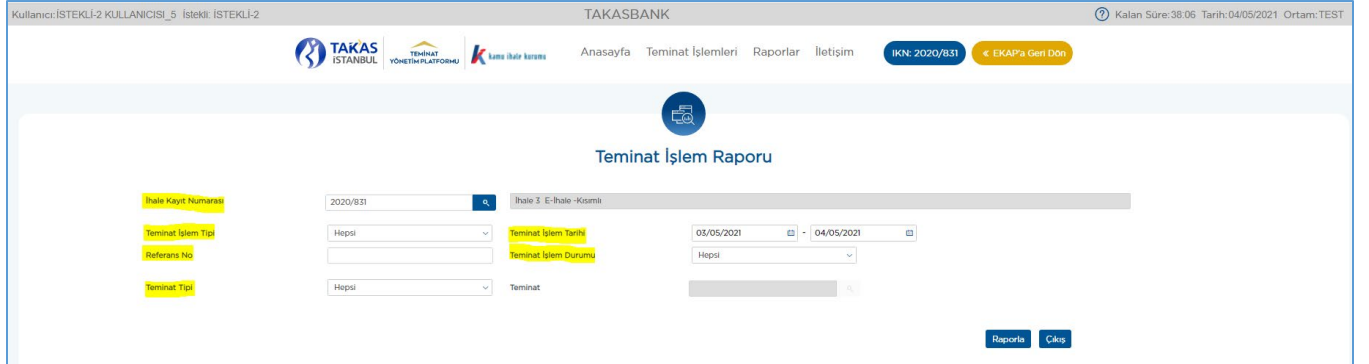 Kullanıcı:İSTEKLİ-2 KULLANICISI_5 İstekli: İSTEKLİ-2 TAKASBANK Kalan Süre:38:06 Tarih:04/05/2021 Ortam:TEST
TAKAS İSTANBUL TEMİNAT YÖNETİM PLATFORMU kamu ihale kurumu Anasayfa Teminat İşlemleri Raporlar İletişim IKN: 2020/831 « EKAP'a Geri Dön
Teminat İşlem Raporu
İhale Kayıt Numarası 2020/831 İhale 3 E-İhale -Kısımlı
Teminat İşlem Tipi Hepsi Teminat İşlem Tarihi 03/05/2021 - 04/05/2021
Referans No Teminat İşlem Durumu Hepsi
Teminat Tipi Hepsi Teminat
Raporla Çıkış